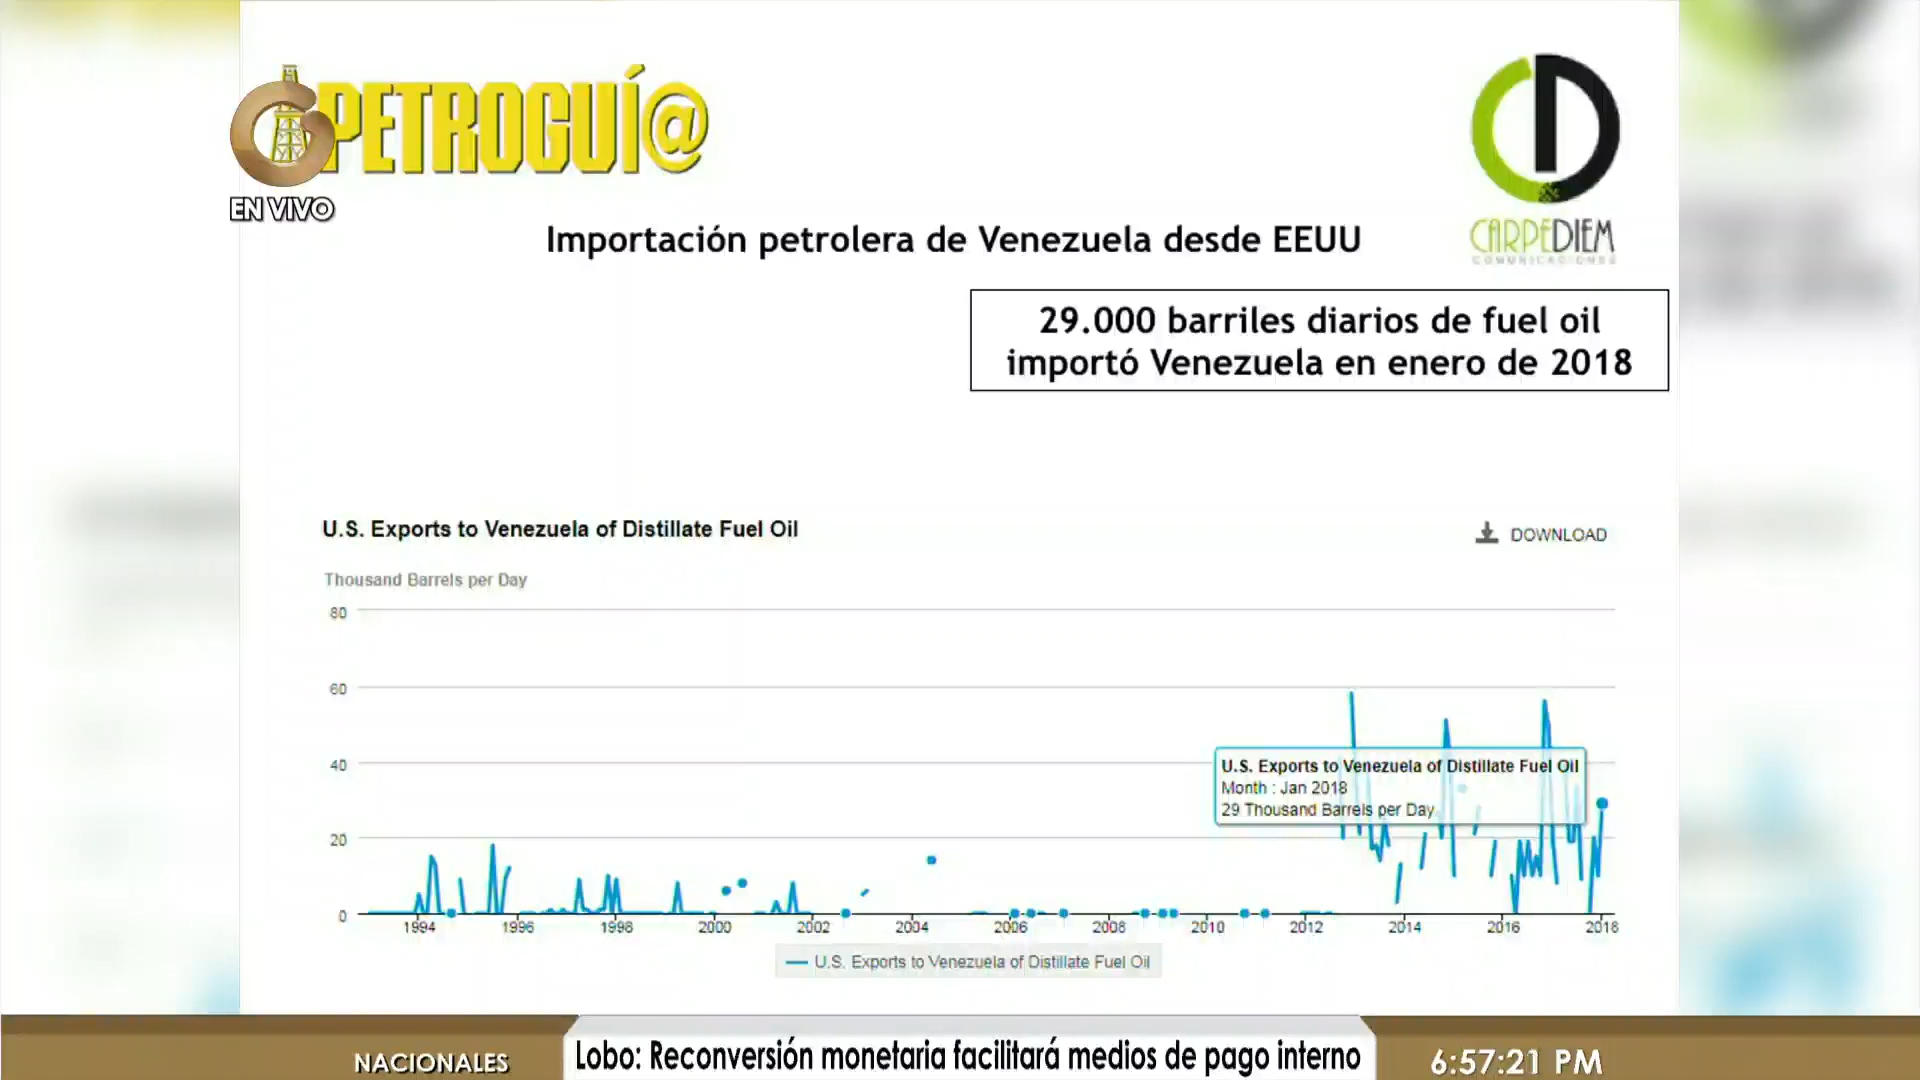 PETROGUÍ@
EN VIVO
CARPEDIEM
COMUNICACIONES
Importación petrolera de Venezuela desde EEUU
29.000 barriles diarios de fuel oil
importó Venezuela en enero de 2018
U.S. Exports to Venezuela of Distillate Fuel Oil
DOWNLOAD
Thousand Barrels per Day
80
60
40
20
0
U.S. Exports to Venezuela of Distillate Fuel Oil
Month : Jan 2018
29 Thousand Barrels per Day
1994 1996 1998 2000 2002 2004 2006 2008 2010 2012 2014 2016 2018
U.S. Exports to Venezuela of Distillate Fuel Oil
NACIONALES
Lobo: Reconversión monetaria facilitará medios de pago interno
6:57:21 PM